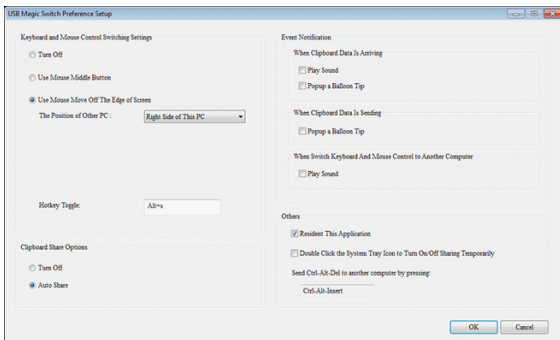 USB Magic Switch Preference Setup
Keyboard and Mouse Control Switching Settings
Turn Off
Use Mouse Middle Button
Use Mouse Move Off The Edge of Screen
The Position of Other PC :
Right Side of This PC
Hotkey Toggle:
Alt+s
Clipboard Share Options
Turn Off
Auto Share
Event Notification
When Clipboard Data Is Arriving
Play Sound
Popup a Balloon Tip
When Clipboard Data Is Sending
Popup a Balloon Tip
When Switch Keyboard And Mouse Control to Another Computer
Play Sound
Others
Resident This Application
Double Click the System Tray Icon to Turn On/Off Sharing Temporarily
Send Ctrl-Alt-Del to another computer by pressing:
Ctrl-Alt-Insert
OK
Cancel